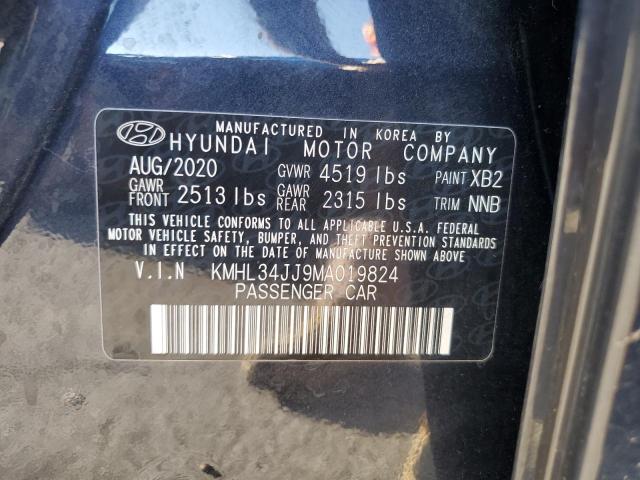 MANUFACTURED IN KOREA BY
HYUNDAI MOTOR COMPANY
AUG/2020 GVWR 4519 lbs PAINT XB2
GAWR FRONT 2513 lbs GAWR REAR 2315 lbs TRIM NNB
THIS VEHICLE CONFORMS TO ALL APPLICABLE U.S.A. FEDERAL
MOTOR VEHICLE SAFETY, BUMPER, AND THEFT PREVENTION STANDARDS
IN EFFECT ON THE DATE OF MANUFACTURE SHOWN ABOVE
V.I.N KMHL34JJ9MA019824
PASSENGER CAR